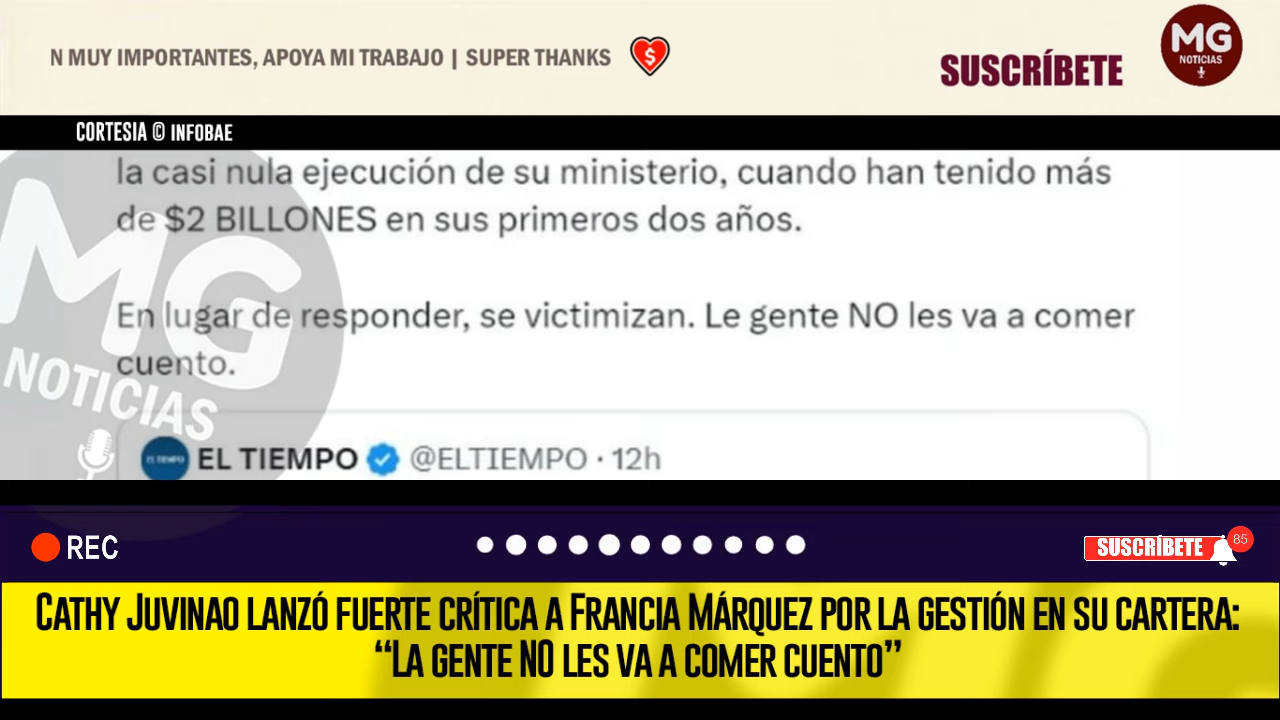 N MUY IMPORTANTES, APOYA MI TRABAJO | SUPER THANKS
$
SUSCRÍBETE
MG
NOTICIAS
CORTESIA © INFOBAE
la casi nula ejecución de su ministerio, cuando han tenido más
de $2 BILLONES en sus primeros dos años.
En lugar de responder, se victimizan. Le gente NO les va a comer
cuento.
MG
NOTICIAS
EL TIEMPO
EL TIEMPO @ELTIEMPO · 12h
REC
SUSCRÍBETE
85
CATHY JUVINAO LANZÓ FUERTE CRÍTICA A FRANCIA MÁRQUEZ POR LA GESTIÓN EN SU CARTERA:
“LA GENTE NO LES VA A COMER CUENTO”